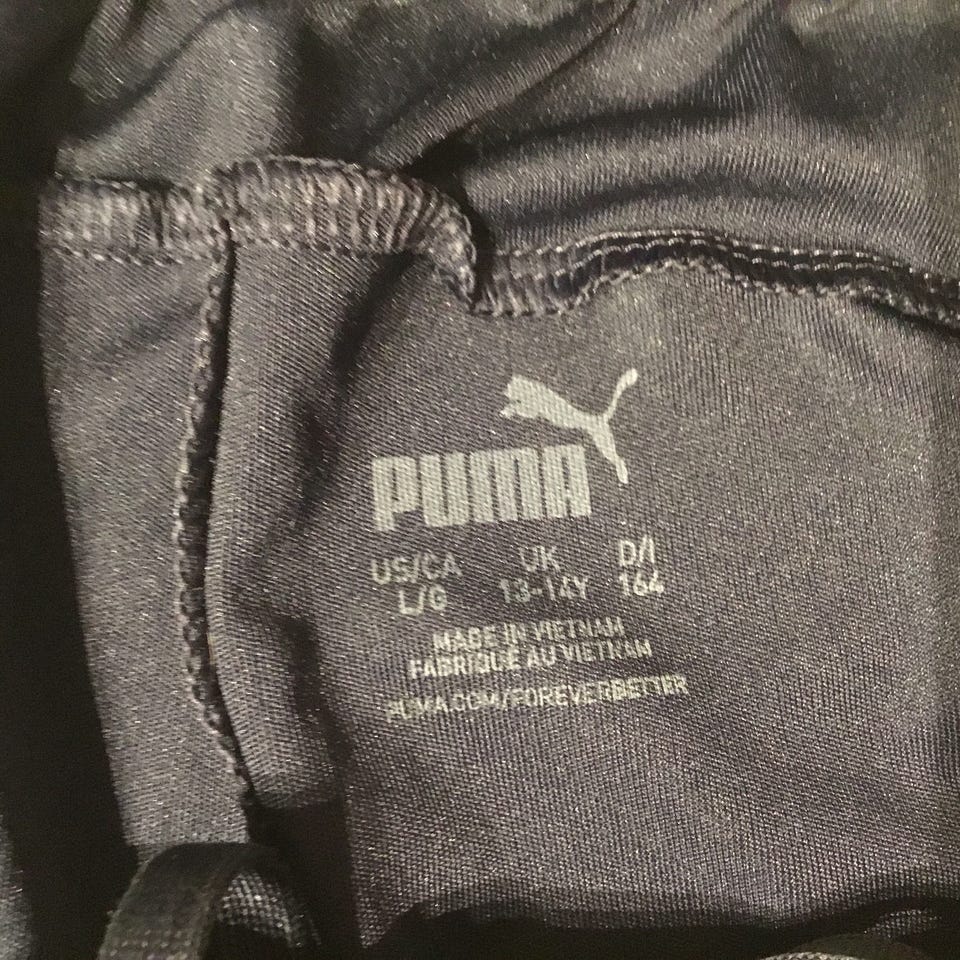 PUMA
US/CA UK D/I
L/G 13-14Y 164
MADE IN VIETNAM
FABRIQUÉ AU VIETNAM
PUMA.COM/FOREVERBETTER